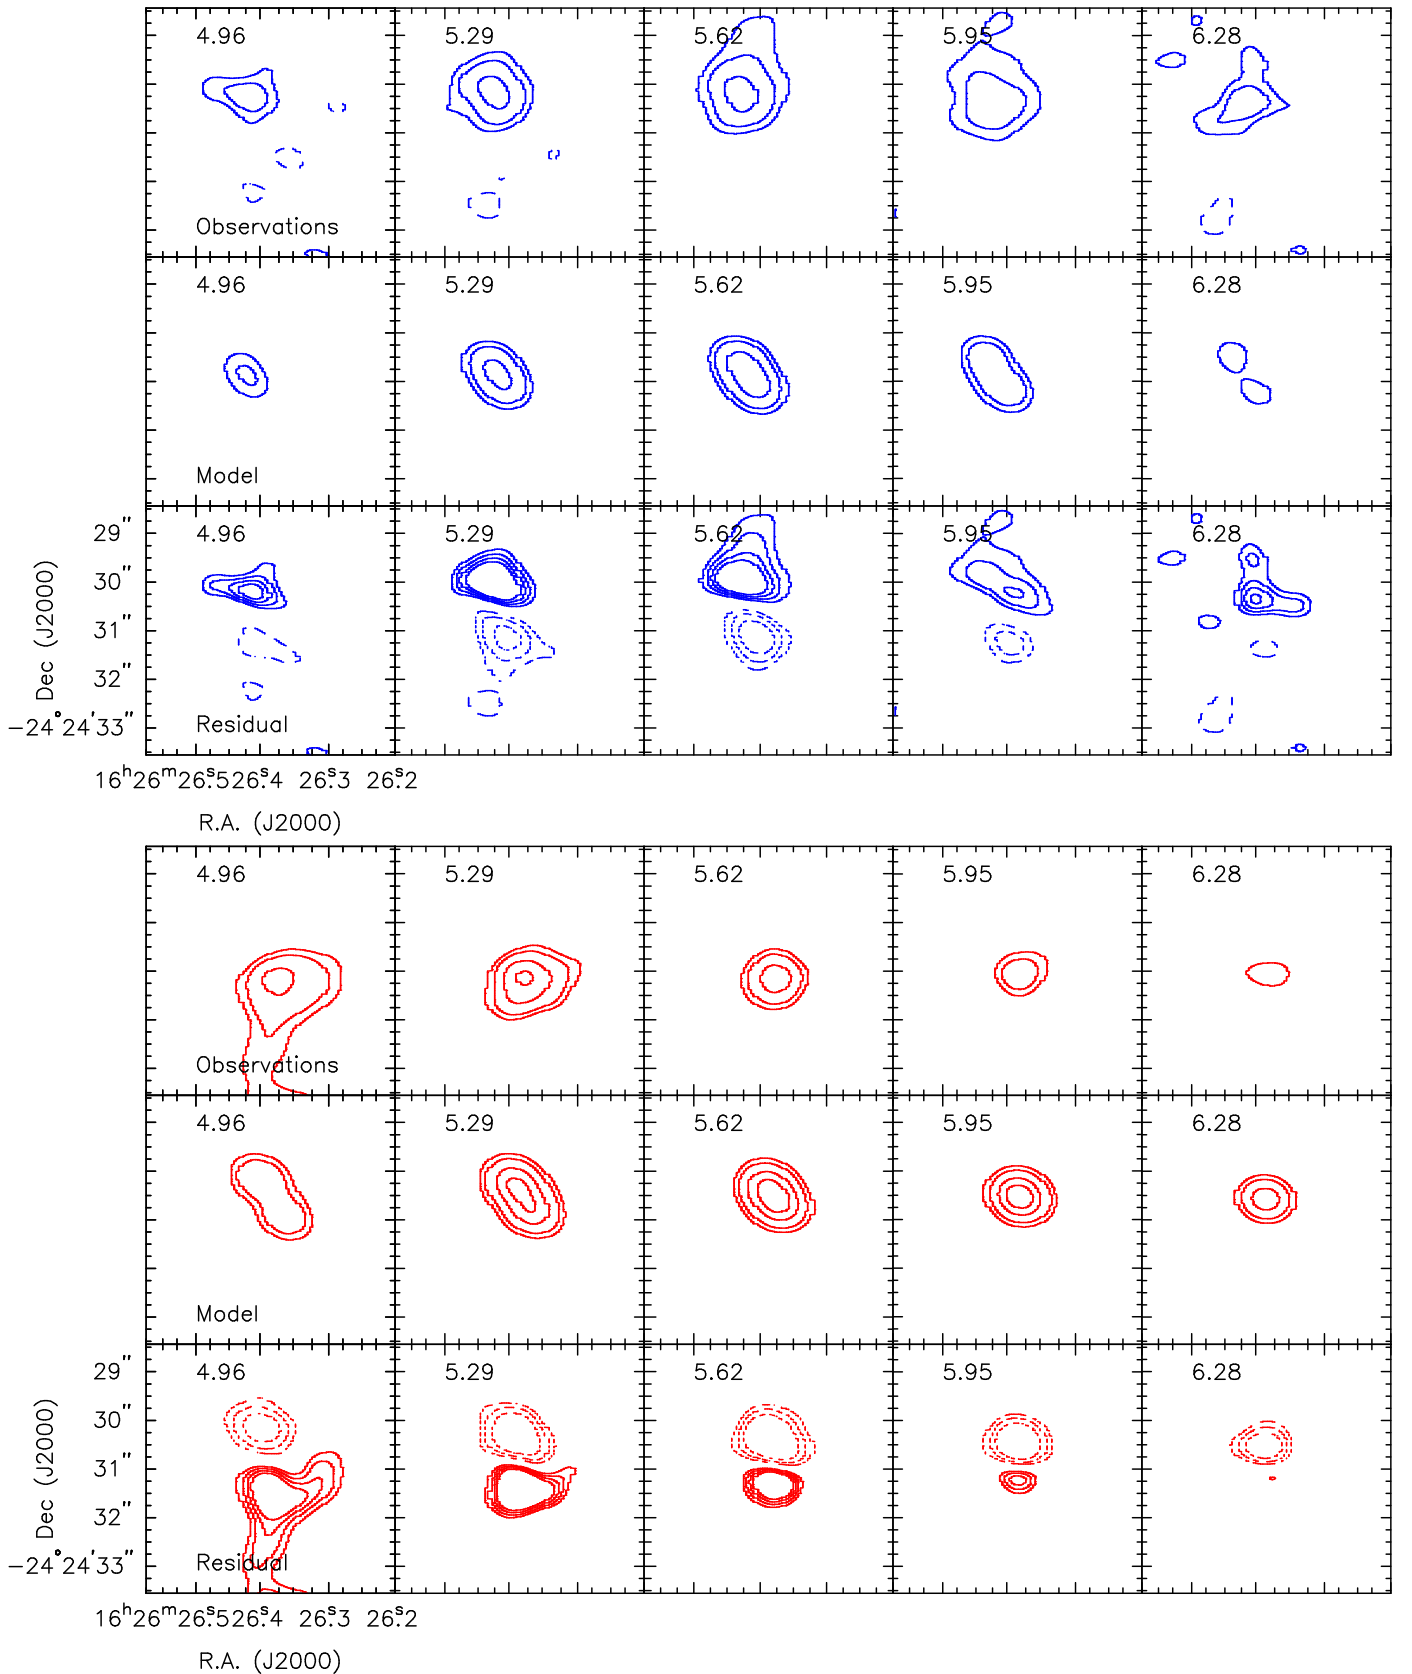 4.96 5.29 5.62 5.95 6.28
Observations
4.96 5.29 5.62 5.95 6.28
Model
4.96 5.29 5.62 5.95 6.28
29"
30"
31"
32"
−24°24'33"
Dec (J2000)
Residual
16h26m26s.5 26s.4 26s.3 26s.2
R.A. (J2000)
4.96 5.29 5.62 5.95 6.28
Observations
4.96 5.29 5.62 5.95 6.28
Model
4.96 5.29 5.62 5.95 6.28
29"
30"
31"
32"
−24°24'33"
Dec (J2000)
Residual
16h26m26s.5 26s.4 26s.3 26s.2
R.A. (J2000)